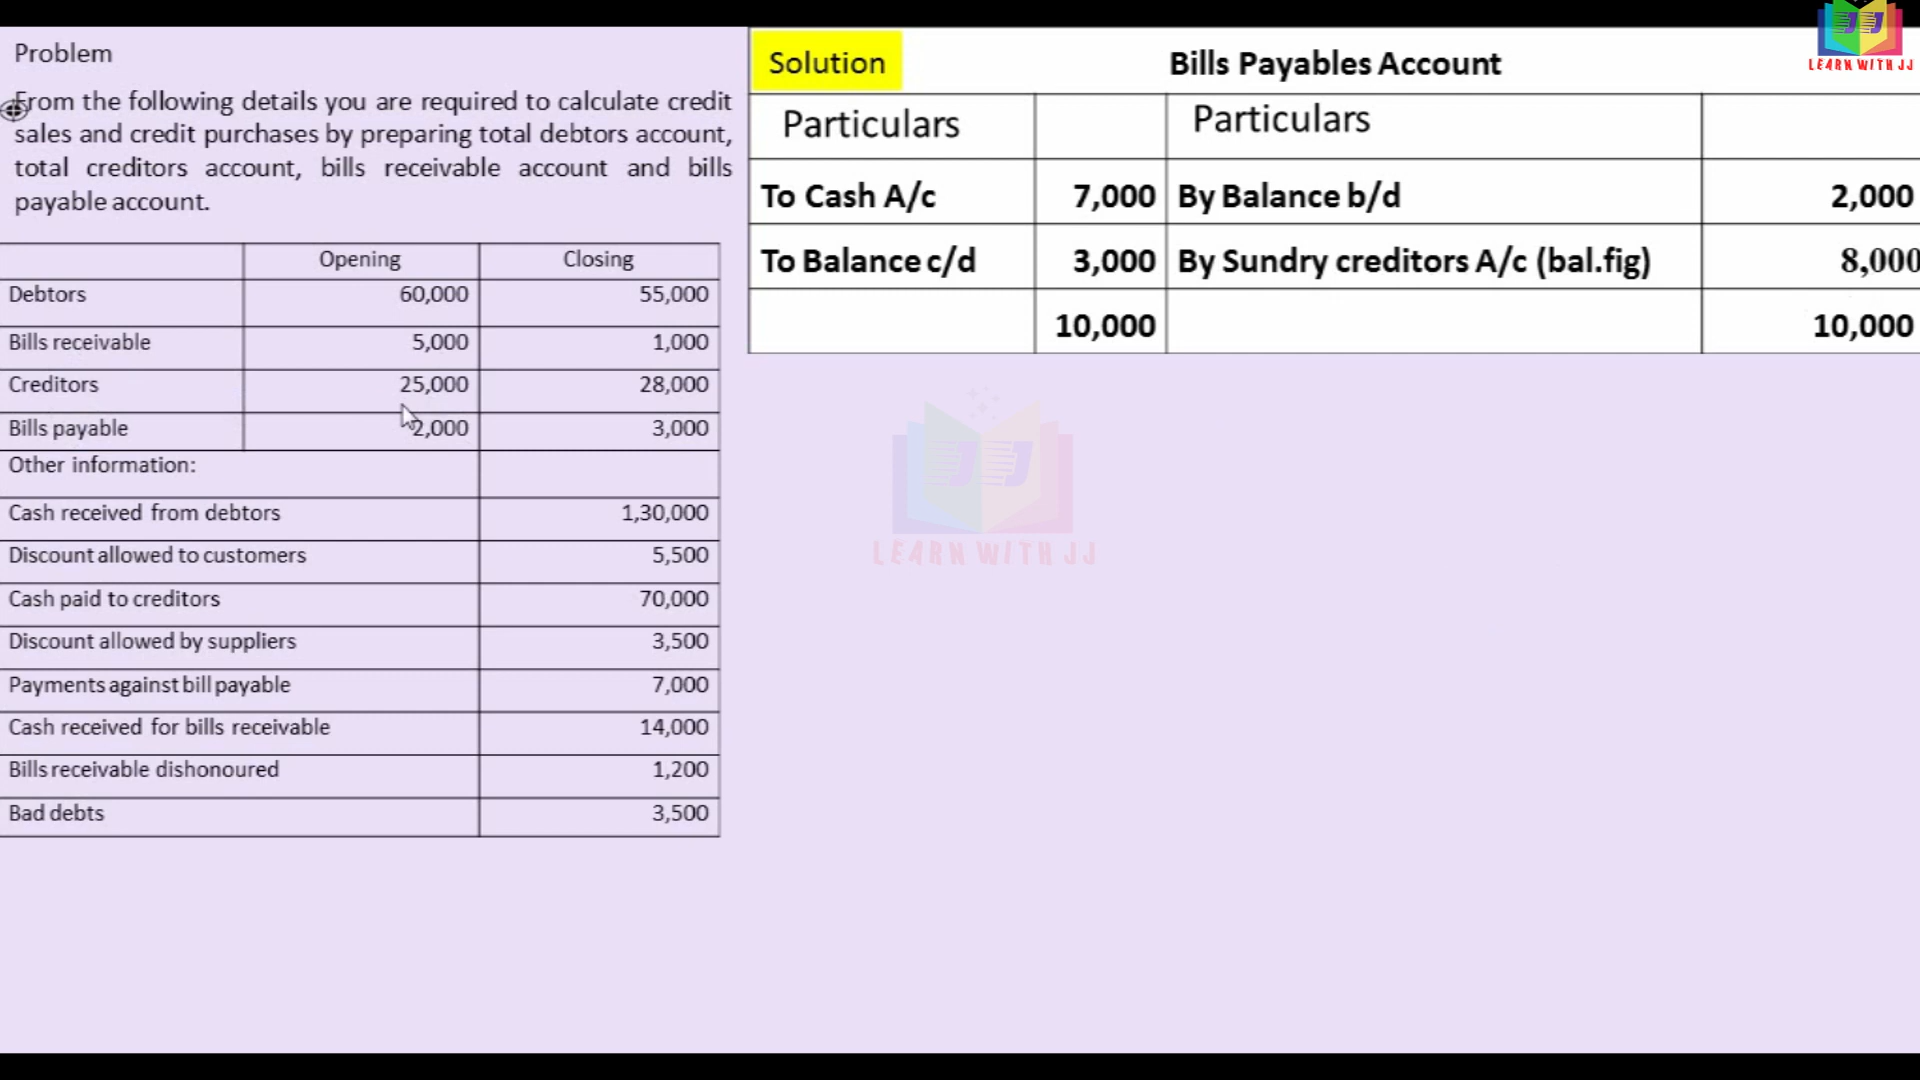 Problem
From the following details you are required to calculate credit
sales and credit purchases by preparing total debtors account,
total creditors account, bills receivable account and bills
payable account.
Opening Closing
Debtors 60,000 55,000
Bills receivable 5,000 1,000
Creditors 25,000 28,000
Bills payable 2,000 3,000
Other information:
Cash received from debtors 1,30,000
Discount allowed to customers 5,500
Cash paid to creditors 70,000
Discount allowed by suppliers 3,500
Payments against bill payable 7,000
Cash received for bills receivable 14,000
Bills receivable dishonoured 1,200
Bad debts 3,500
Solution Bills Payables Account
Particulars Particulars
To Cash A/c 7,000 By Balance b/d 2,000
To Balance c/d 3,000 By Sundry creditors A/c (bal.fig) 8,000
10,000 10,000
JJ
LEARN WITH JJ
JJ
LEARN WITH JJ